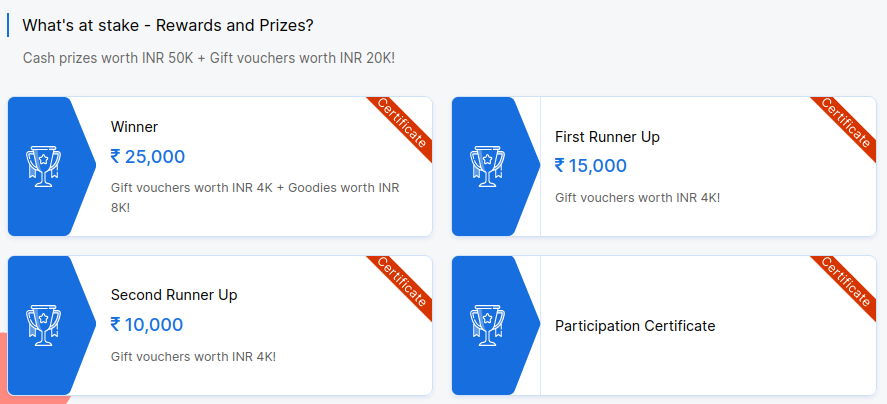 What's at stake - Rewards and Prizes?
Cash prizes worth INR 50K + Gift vouchers worth INR 20K!
Certificate
Winner
₹ 25,000
Gift vouchers worth INR 4K + Goodies worth INR
8K!
Certificate
First Runner Up
₹ 15,000
Gift vouchers worth INR 4K!
Certificate
Second Runner Up
₹ 10,000
Gift vouchers worth INR 4K!
Certificate
Participation Certificate